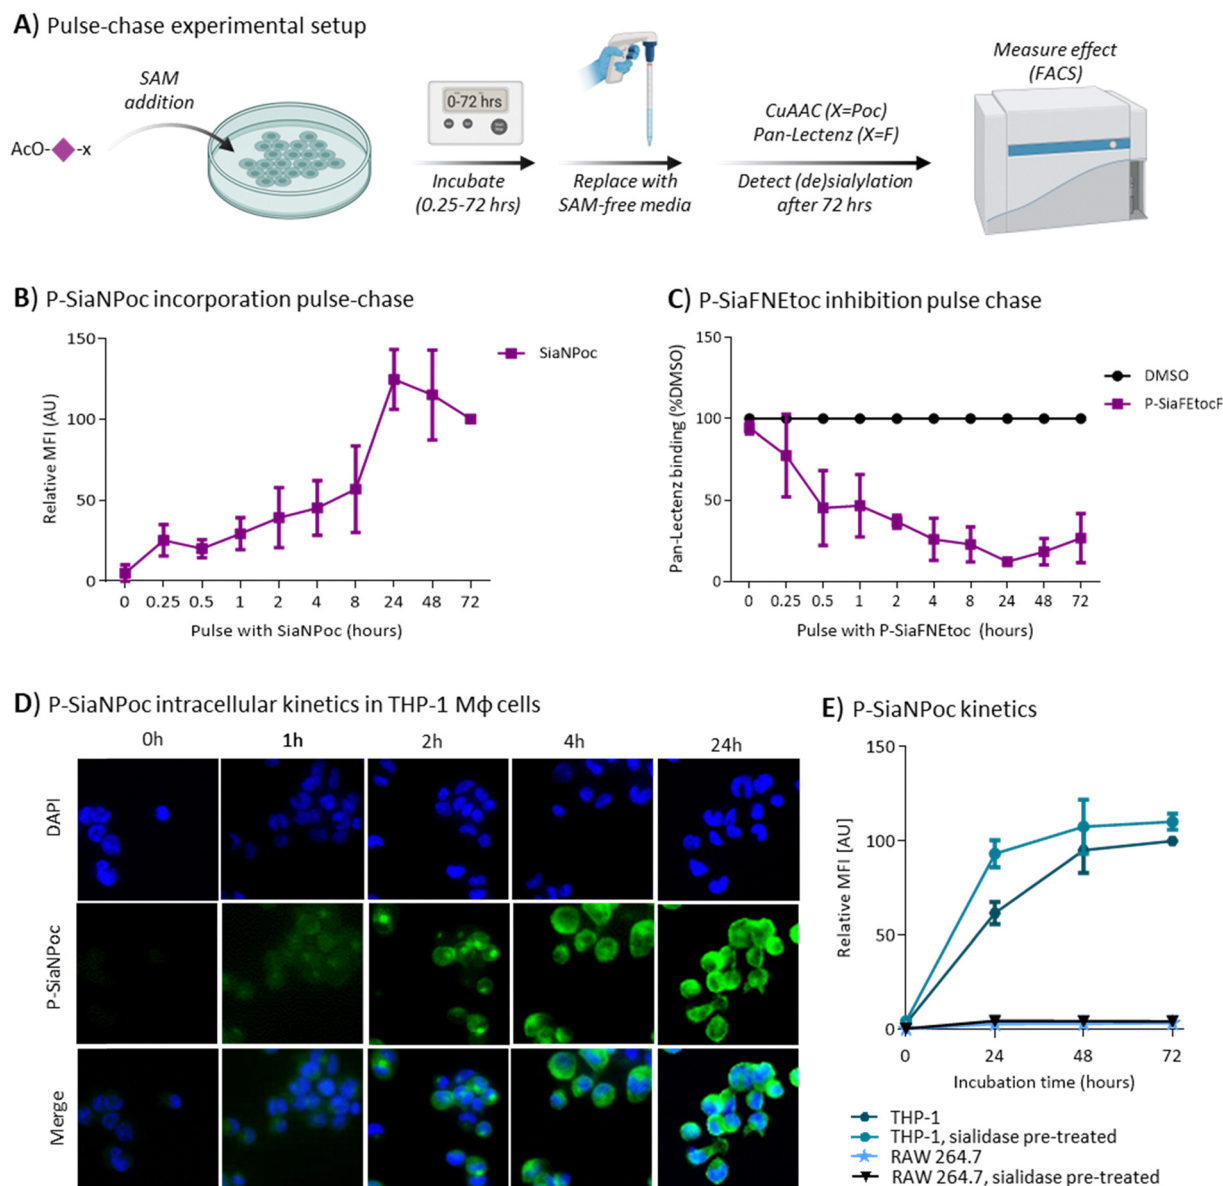 A) Pulse-chase experimental setup
SAM
addition
AcO-
-x
0-72 hrs
Incubate
(0.25-72 hrs)
Replace with
SAM-free media
CuAAC (X=Poc)
Pan-Lectenz (X=F)
Detect (de)sialylation
after 72 hrs
Measure effect
(FACS)
B) P-SiaNPoc incorporation pulse-chase
Relative MFI (AU)
150
100
50
0
0 0.25 0.5 1 2 4 8 24 48 72
Pulse with SiaNPoc (hours)
SiaNPoc
C) P-SiaFNEtoc inhibition pulse chase
Pan-Lectenz binding (%DMSO)
150
100
50
0
0 0.25 0.5 1 2 4 8 24 48 72
Pulse with P-SiaFNEtoc (hours)
DMSO
P-SiaFEtocF
D) P-SiaNPoc intracellular kinetics in THP-1 Mϕ cells
0h 1h 2h 4h 24h
DAPI
P-SiaNPoc
Merge
E) P-SiaNPoc kinetics
Relative MFI [AU]
150
100
50
0
0 24 48 72
Incubation time (hours)
THP-1
THP-1, sialidase pre-treated
RAW 264.7
RAW 264.7, sialidase pre-treated